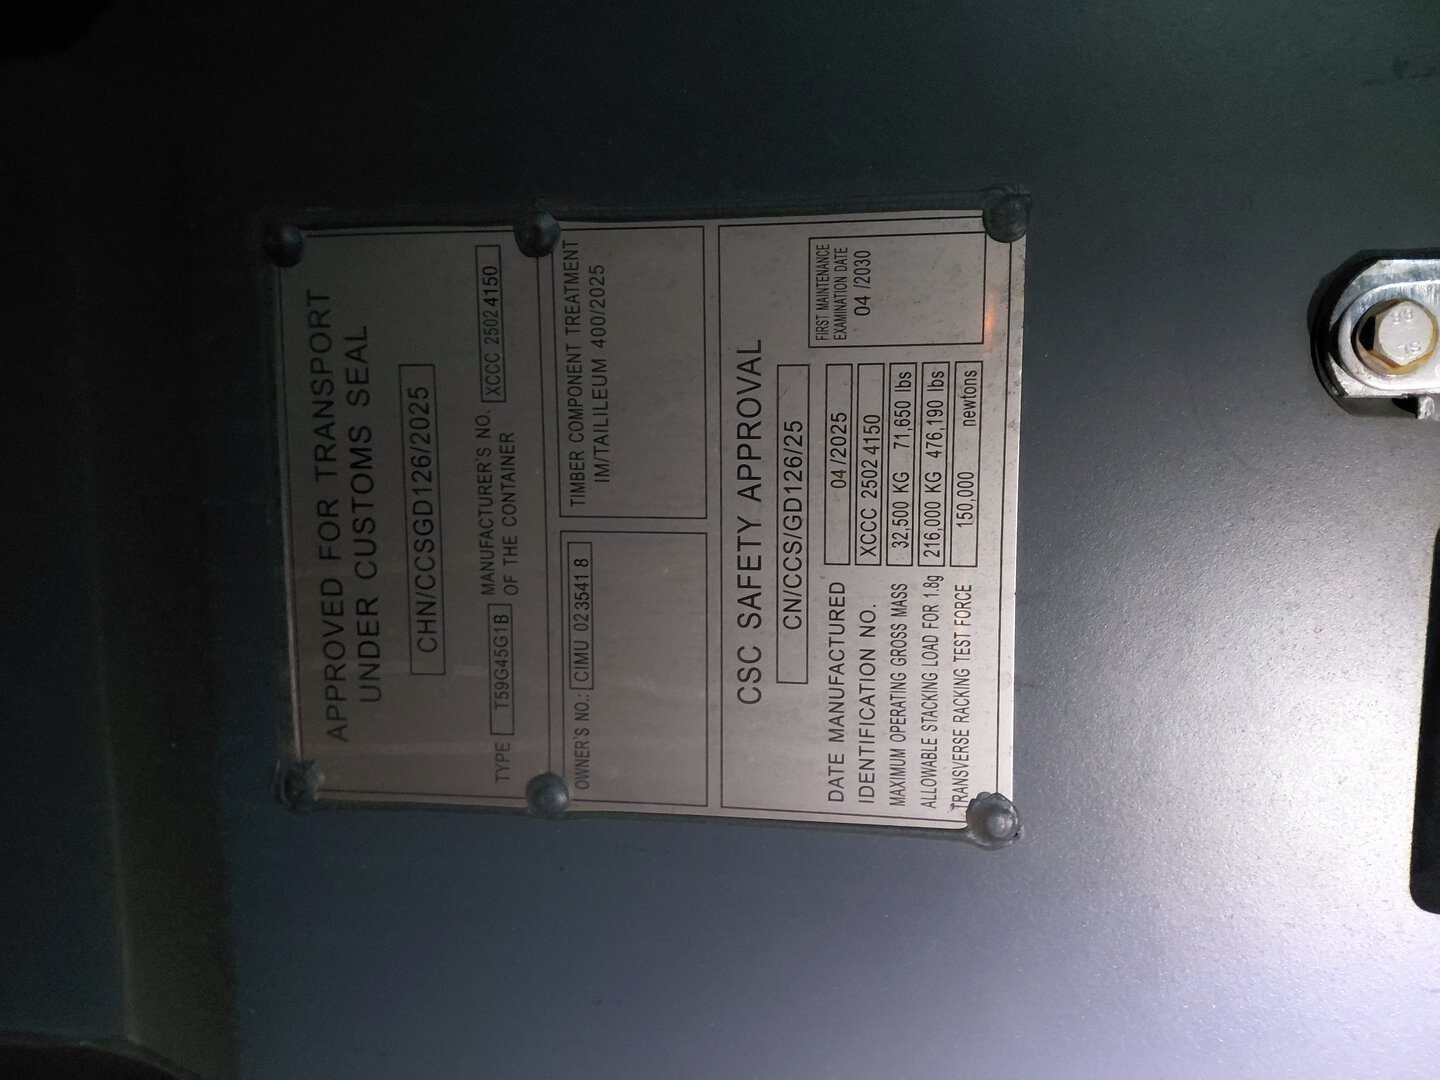 APPROVED FOR TRANSPORT
UNDER CUSTOMS SEAL
CHN/CCSGD126/2025
TYPE T59G45G1B MANUFACTURER'S NO. XCCC 2502 4150
OF THE CONTAINER
OWNER'S NO.: CIMU 023541 8
TIMBER COMPONENT TREATMENT
IM/TAILILEUM 400/2025
CSC SAFETY APPROVAL
CN/CCS/GD126/25
DATE MANUFACTURED 04/2025
IDENTIFICATION NO. XCCC 2502 4150
MAXIMUM OPERATING GROSS MASS 32,500 KG 71,650 lbs
ALLOWABLE STACKING LOAD FOR 1.8g 216,000 KG 476,190 lbs
TRANSVERSE RACKING TEST FORCE 150,000 newtons
FIRST MAINTENANCE
EXAMINATION DATE
04 /2030